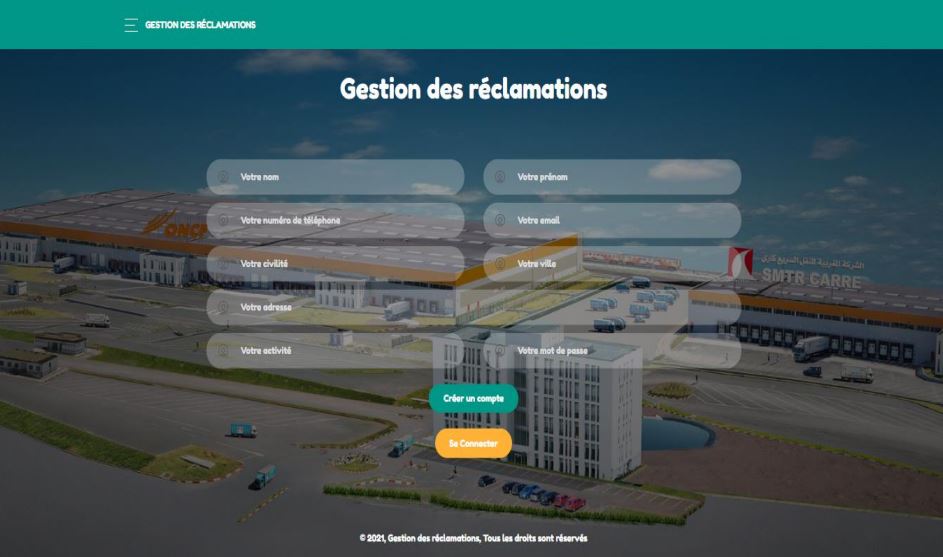 GESTION DES RÉCLAMATIONS
Gestion des réclamations
Votre nom
Votre prénom
Votre numéro de téléphone
Votre email
Votre civilité
Votre ville
Votre adresse
Votre activité
Votre mot de passe
ONCF
الشركة المغربية للنقل السريع كاري
SMTR CARRE
Créer un compte
Se Connecter
© 2021, Gestion des réclamations, Tous les droits sont réservés